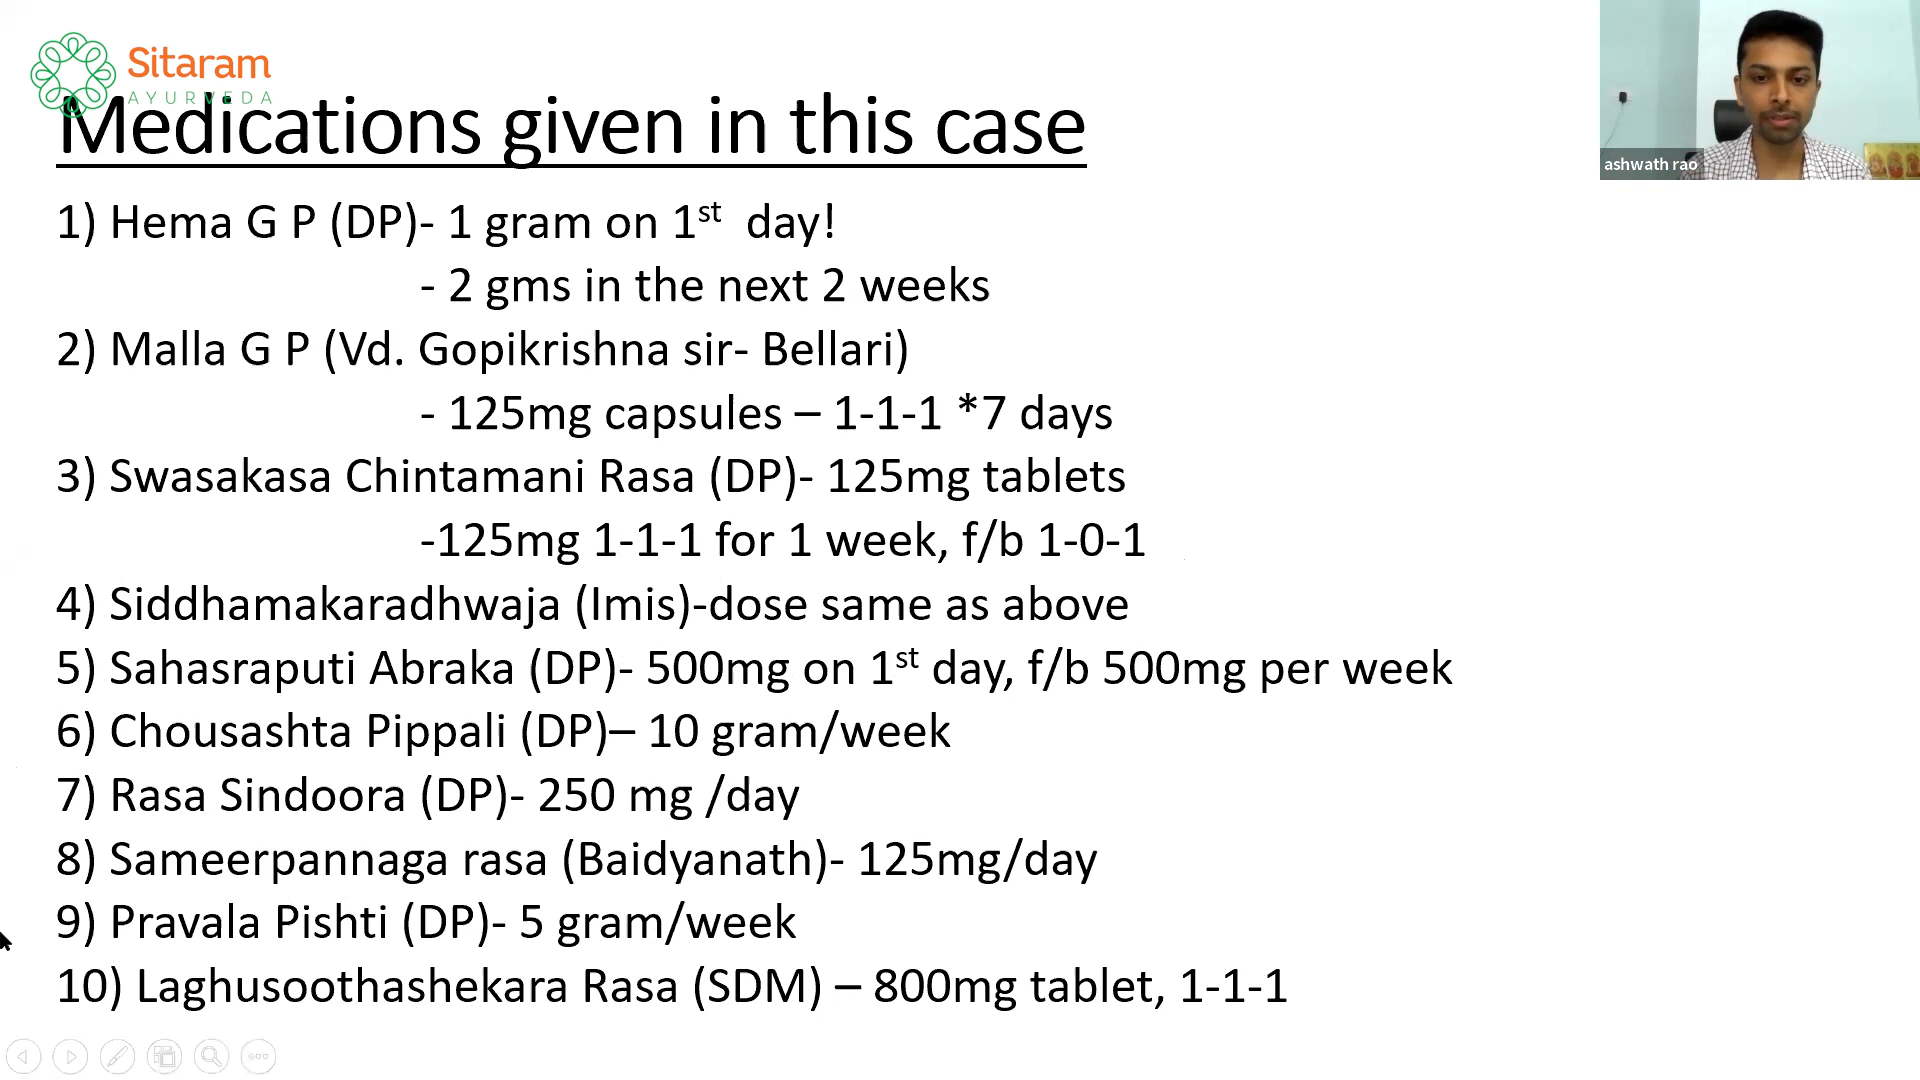 Sitaram
AYURVEDA
Medications given in this case
1) Hema G P (DP)- 1 gram on 1st day!
- 2 gms in the next 2 weeks
2) Malla G P (Vd. Gopikrishna sir- Bellari)
- 125mg capsules – 1-1-1 *7 days
3) Swasakasa Chintamani Rasa (DP)- 125mg tablets
-125mg 1-1-1 for 1 week, f/b 1-0-1
4) Siddhamakaradhwaja (Imis)-dose same as above
5) Sahasraputi Abraka (DP)- 500mg on 1st day, f/b 500mg per week
6) Chousashta Pippali (DP)– 10 gram/week
7) Rasa Sindoora (DP)- 250 mg /day
8) Sameerpannaga rasa (Baidyanath)- 125mg/day
9) Pravala Pishti (DP)- 5 gram/week
10) Laghusoothashekara Rasa (SDM) – 800mg tablet, 1-1-1
ashwath rao